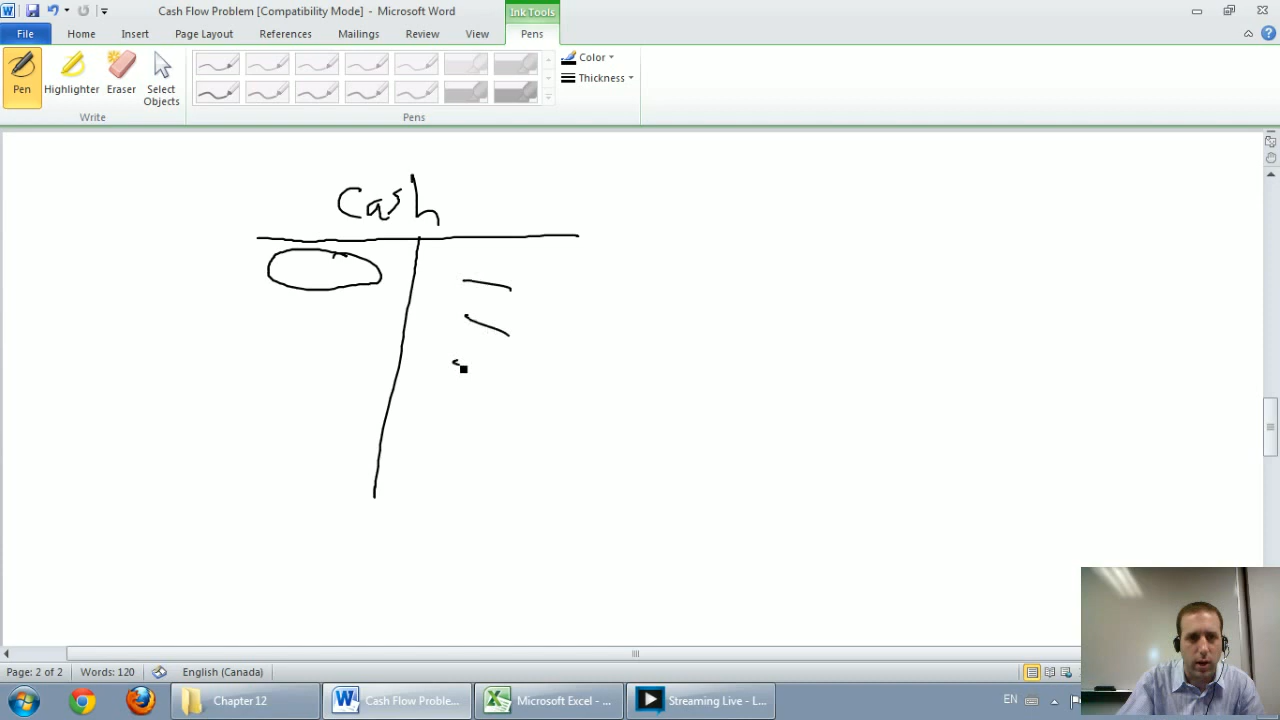 Cash Flow Problem [Compatibility Mode] - Microsoft Word
Ink Tools
File Home Insert Page Layout References Mailings Review View Pens
Pen Highlighter Eraser Select Objects
Color
Thickness
Write Pens
Cash
Page: 2 of 2 Words: 120 English (Canada)
Chapter 12 Cash Flow Proble... Microsoft Excel - ... Streaming Live - L... EN